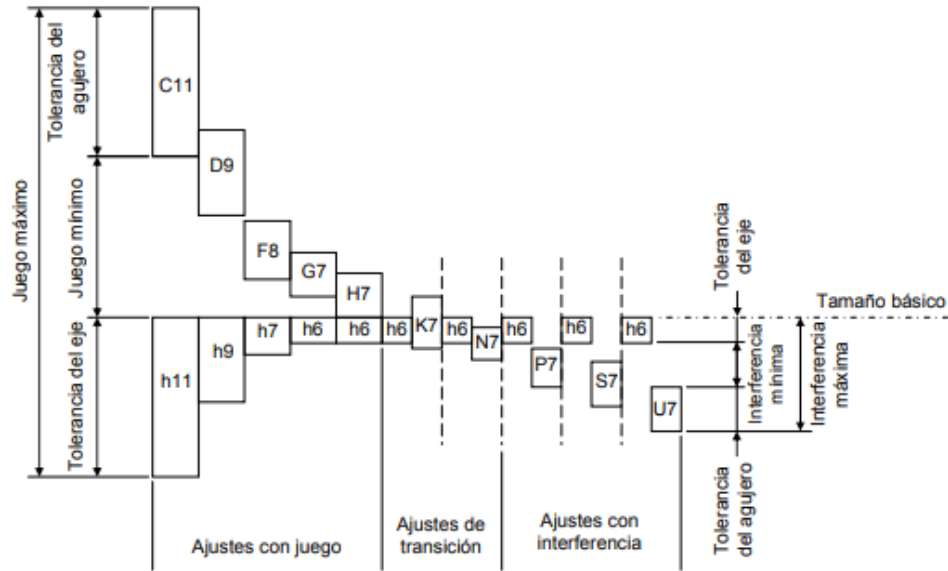 Juego máximo
Tolerancia del
agujero
Juego mínimo
Tolerancia del eje
C11
D9
F8
G7
H7
h11
h9
h7
h6
h6
h6
K7
h6
N7
h6
P7
h6
S7
h6
U7
Tolerancia
del eje
Tamaño básico
Interferencia
mínima
Interferencia
máxima
Tolerancia
del agujero
Ajustes con juego
Ajustes de
transición
Ajustes con
interferencia